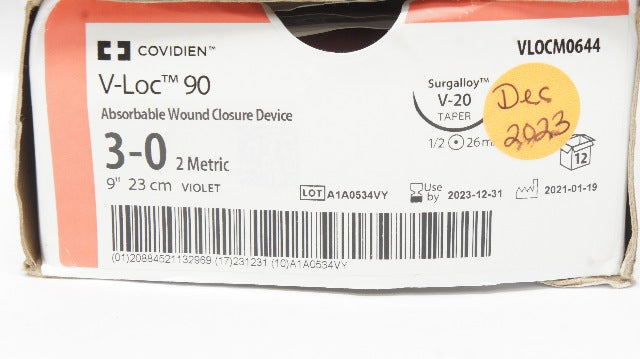 COVIDIEN™
VLOCM0644
V-Loc™ 90
Absorbable Wound Closure Device
3-0 2 Metric
9" 23 cm VIOLET
Surgalloy™
V-20
TAPER
1/2 26m
Dec
2023
12
LOT A1A0534VY
Use by 2023-12-31
2021-01-19
(01)20884521132969 (17)231231 (10)A1A0534VY